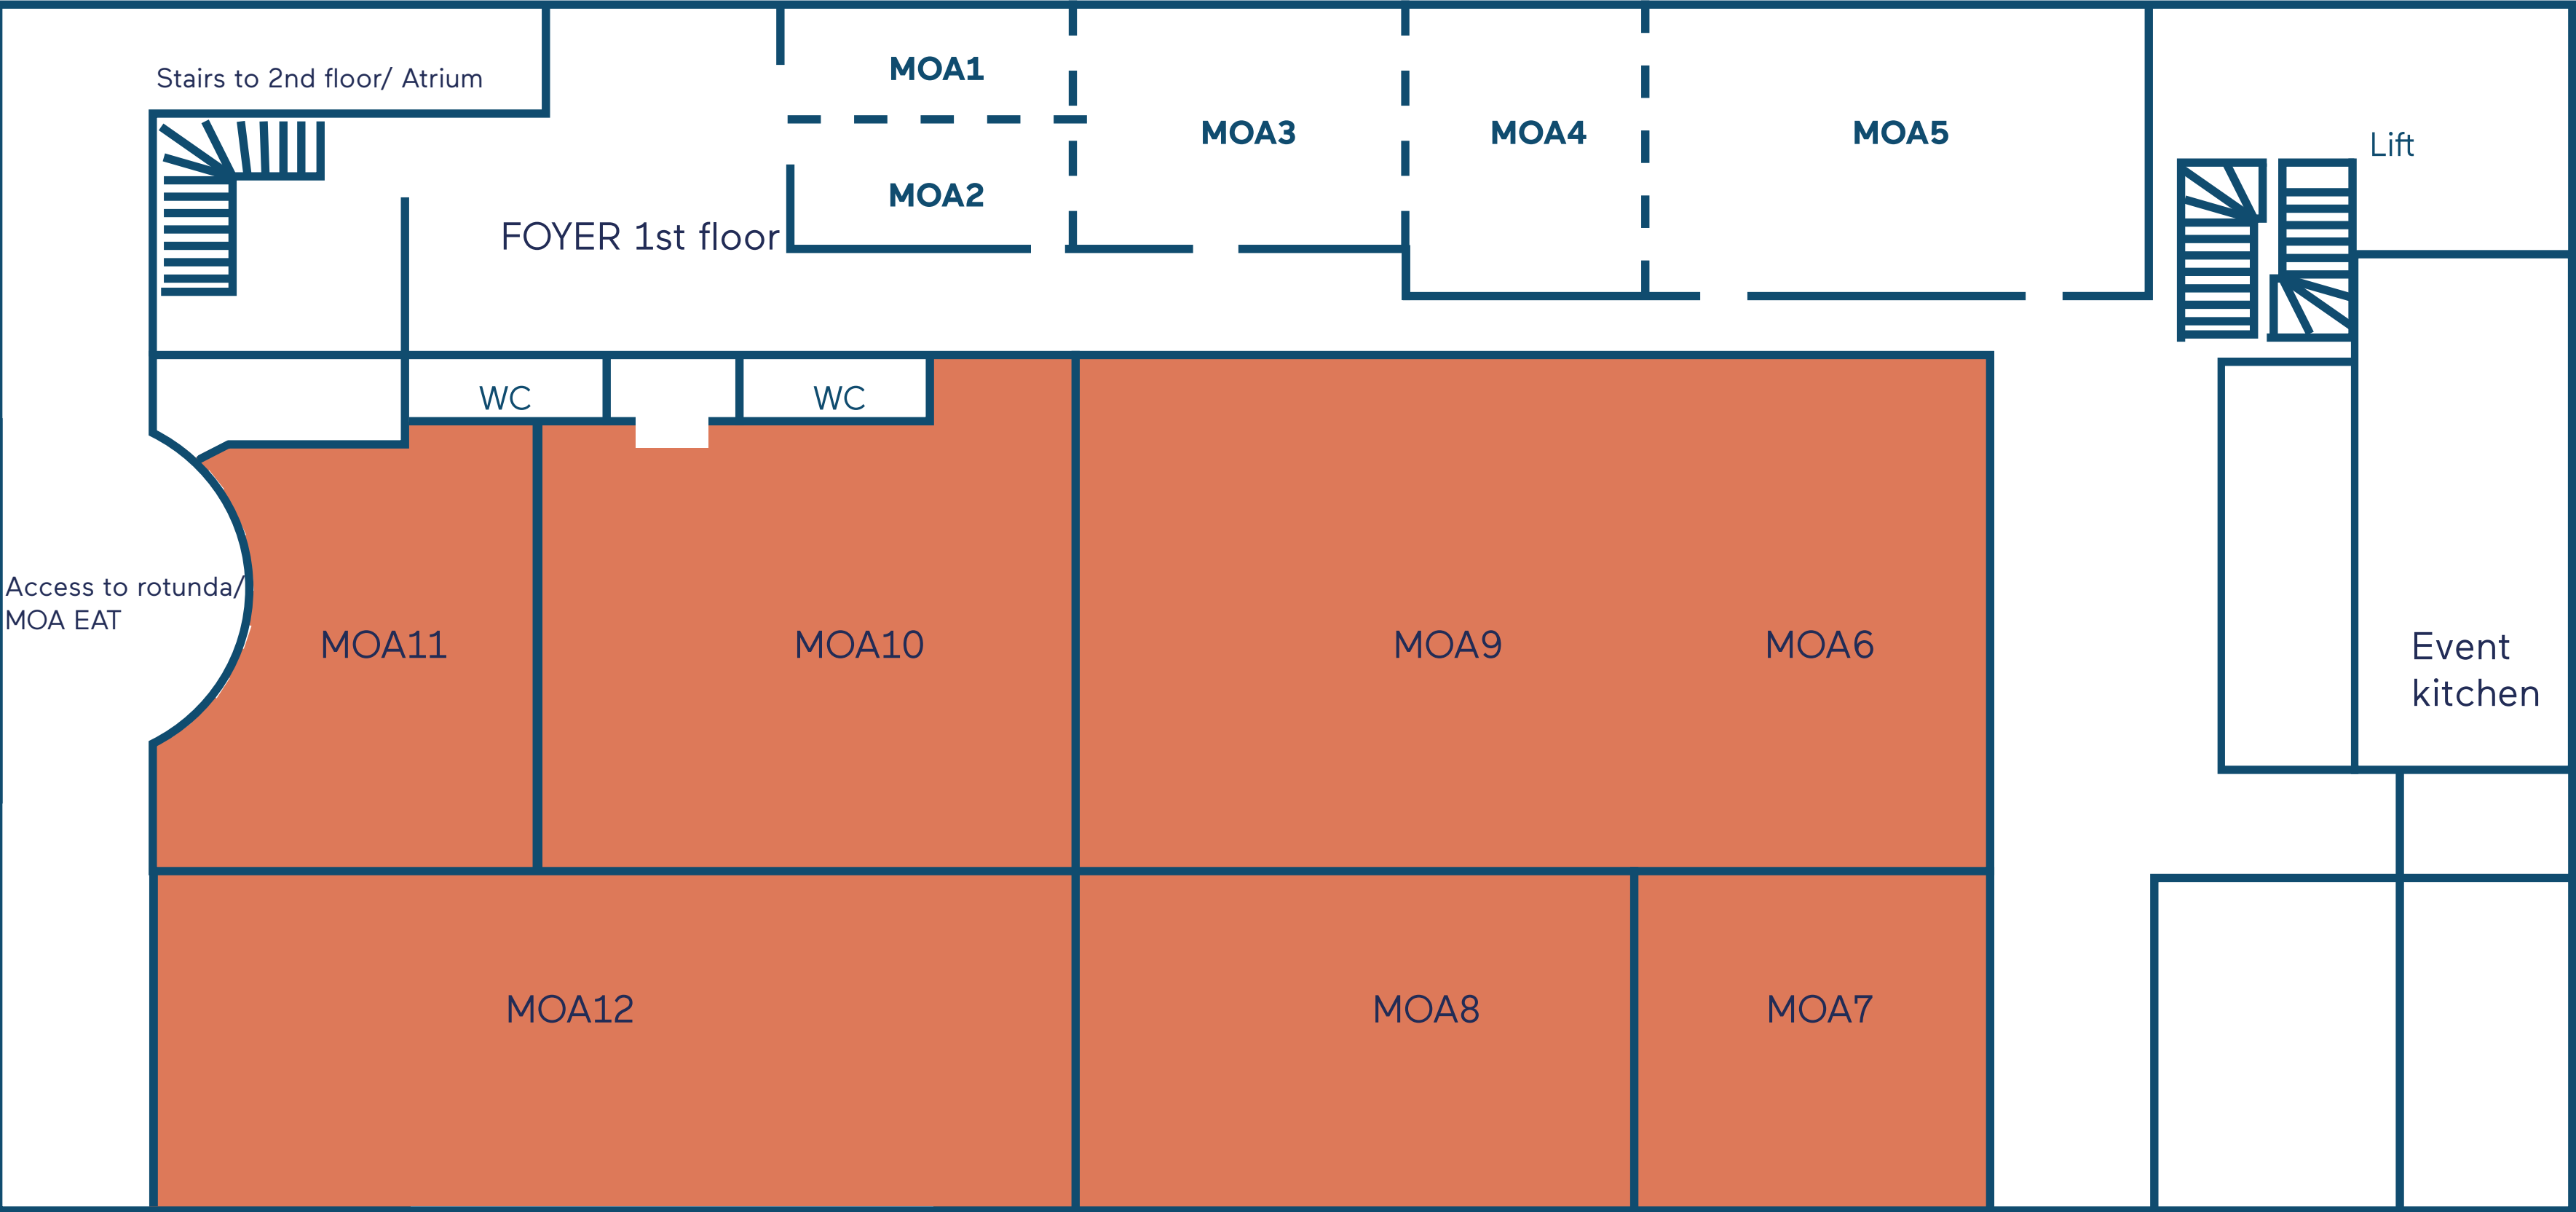 Stairs to 2nd floor/ Atrium
MOA1
MOA2
MOA3
MOA4
MOA5
Lift
FOYER 1st floor
WC
WC
Access to rotunda/
MOA EAT
MOA11
MOA10
MOA9
MOA6
Event
kitchen
MOA12
MOA8
MOA7